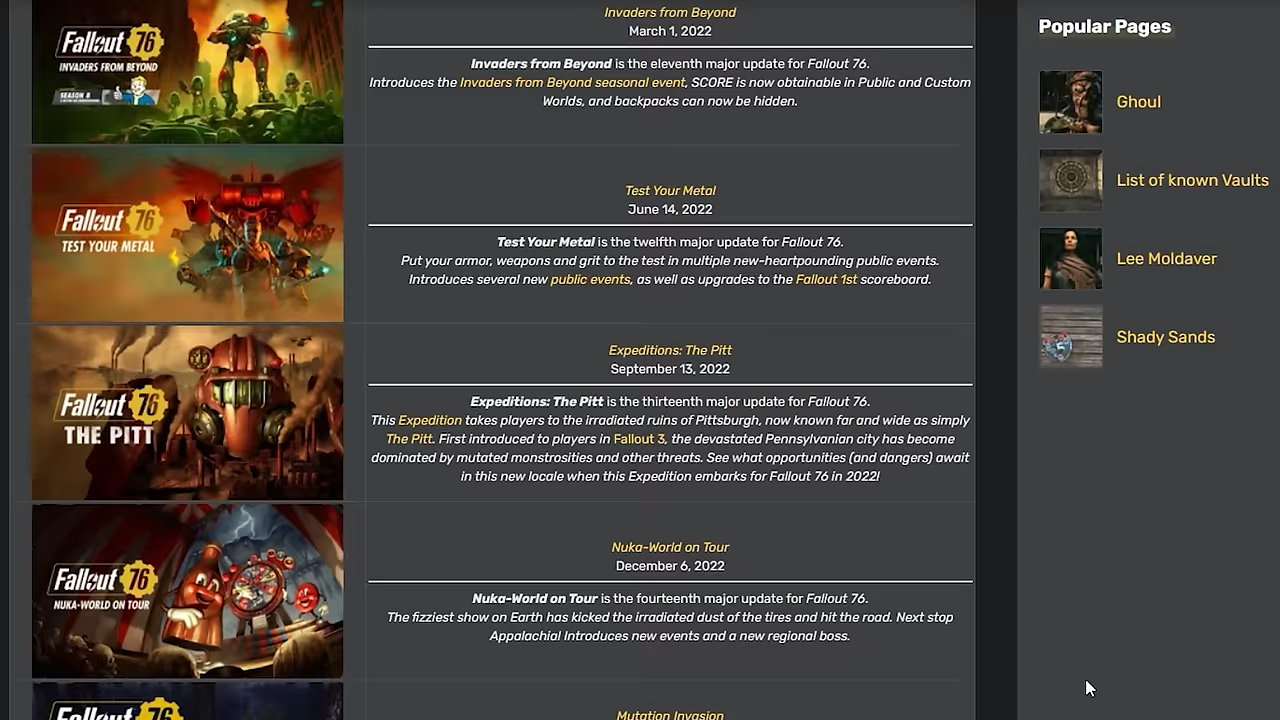 Fallout 76
INVADERS FROM BEYOND
SEASON 8
Invaders from Beyond
March 1, 2022
Invaders from Beyond is the eleventh major update for Fallout 76.
Introduces the Invaders from Beyond seasonal event, SCORE is now obtainable in Public and Custom
Worlds, and backpacks can now be hidden.
Fallout 76
TEST YOUR METAL
Test Your Metal
June 14, 2022
Test Your Metal is the twelfth major update for Fallout 76.
Put your armor, weapons and grit to the test in multiple new-heartpounding public events.
Introduces several new public events, as well as upgrades to the Fallout 1st scoreboard.
Fallout 76
THE PITT
Expeditions: The Pitt
September 13, 2022
Expeditions: The Pitt is the thirteenth major update for Fallout 76.
This Expedition takes players to the irradiated ruins of Pittsburgh, now known far and wide as simply
The Pitt. First introduced to players in Fallout 3, the devastated Pennsylvanian city has become
dominated by mutated monstrosities and other threats. See what opportunities (and dangers) await
in this new locale when this Expedition embarks for Fallout 76 in 2022!
Fallout 76
NUKA-WORLD ON TOUR
Nuka-World on Tour
December 6, 2022
Nuka-World on Tour is the fourteenth major update for Fallout 76.
The fizziest show on Earth has kicked the irradiated dust of the tires and hit the road. Next stop
Appalachia! Introduces new events and a new regional boss.
Fallout 76
Mutation Invasion
Popular Pages
Ghoul
List of known Vaults
Lee Moldaver
Shady Sands